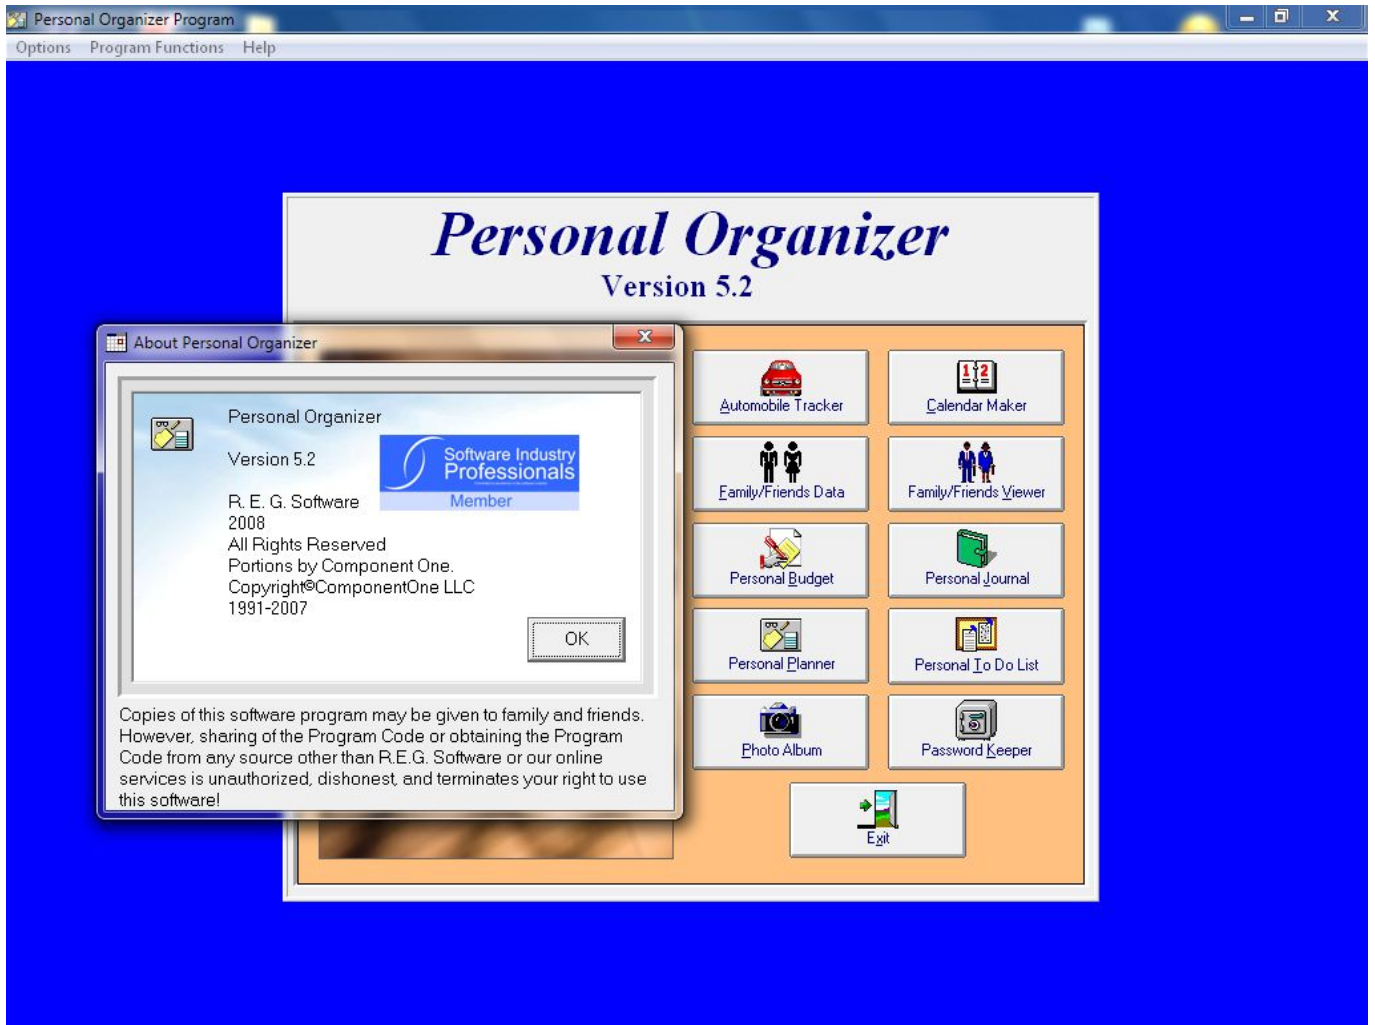 Personal Organizer Program
Options Program Functions Help
Personal Organizer
Version 5.2
About Personal Organizer
Personal Organizer
Version 5.2
Software Industry
Professionals
Member
R. E. G. Software
2008
All Rights Reserved
Portions by Component One.
Copyright©ComponentOne LLC
1991-2007
OK
Copies of this software program may be given to family and friends.
However, sharing of the Program Code or obtaining the Program
Code from any source other than R.E.G. Software or our online
services is unauthorized, dishonest, and terminates your right to use
this software!
Automobile Tracker
Calendar Maker
Family/Friends Data
Family/Friends Viewer
Personal Budget
Personal Journal
Personal Planner
Personal To Do List
Photo Album
Password Keeper
Exit